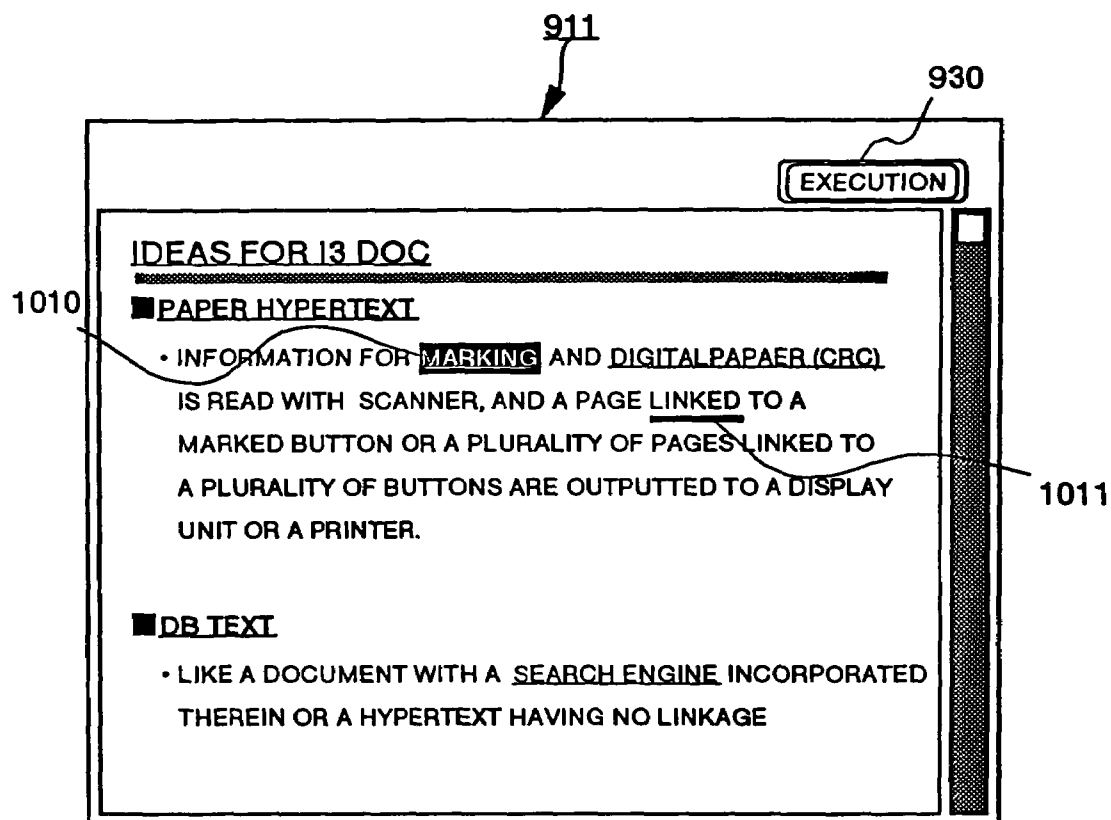 911
930
EXECUTION
IDEAS FOR I3 DOC
1010
■PAPER HYPERTEXT
• INFORMATION FOR MARKING AND DIGITALPAPAER (CRC)
IS READ WITH SCANNER, AND A PAGE LINKED TO A
MARKED BUTTON OR A PLURALITY OF PAGES LINKED TO
A PLURALITY OF BUTTONS ARE OUTPUTTED TO A DISPLAY
1011
UNIT OR A PRINTER.
■DB TEXT
• LIKE A DOCUMENT WITH A SEARCH ENGINE INCORPORATED
THEREIN OR A HYPERTEXT HAVING NO LINKAGE